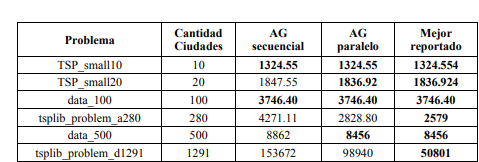 Problema Cantidad Ciudades AG secuencial AG paralelo Mejor reportado
TSP_small10 10 1324.55 1324.55 1324.554
TSP_small20 20 1847.55 1836.92 1836.924
data_100 100 3746.40 3746.40 3746.40
tsplib_problem_a280 280 4271.11 2828.80 2579
data_500 500 8862 8456 8456
tsplib_problem_d1291 1291 153672 98940 50801